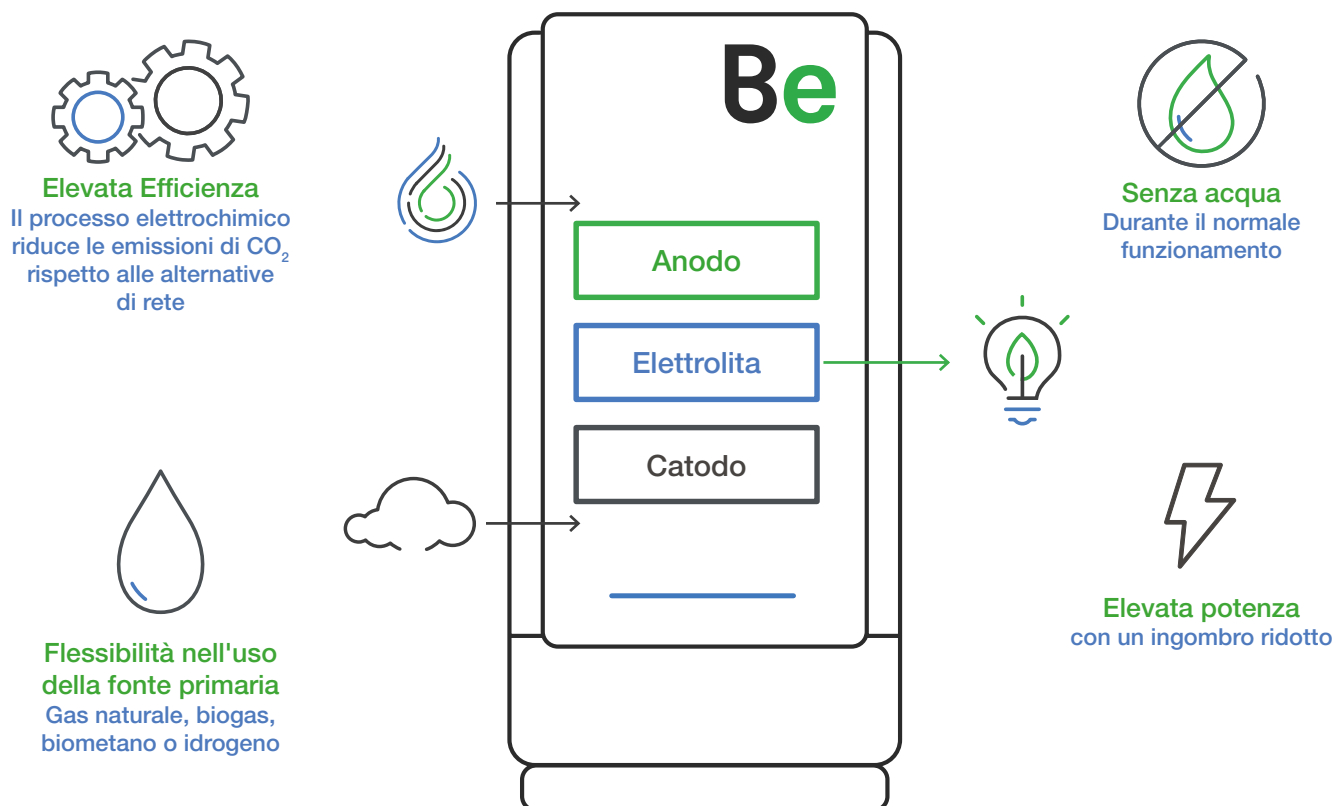 Be
Elevata Efficienza
Il processo elettrochimico
riduce le emissioni di CO₂
rispetto alle alternative
di rete
Senza acqua
Durante il normale
funzionamento
Anodo
Elettrolita
Catodo
Flessibilità nell'uso
della fonte primaria
Gas naturale, biogas,
biometano o idrogeno
Elevata potenza
con un ingombro ridotto